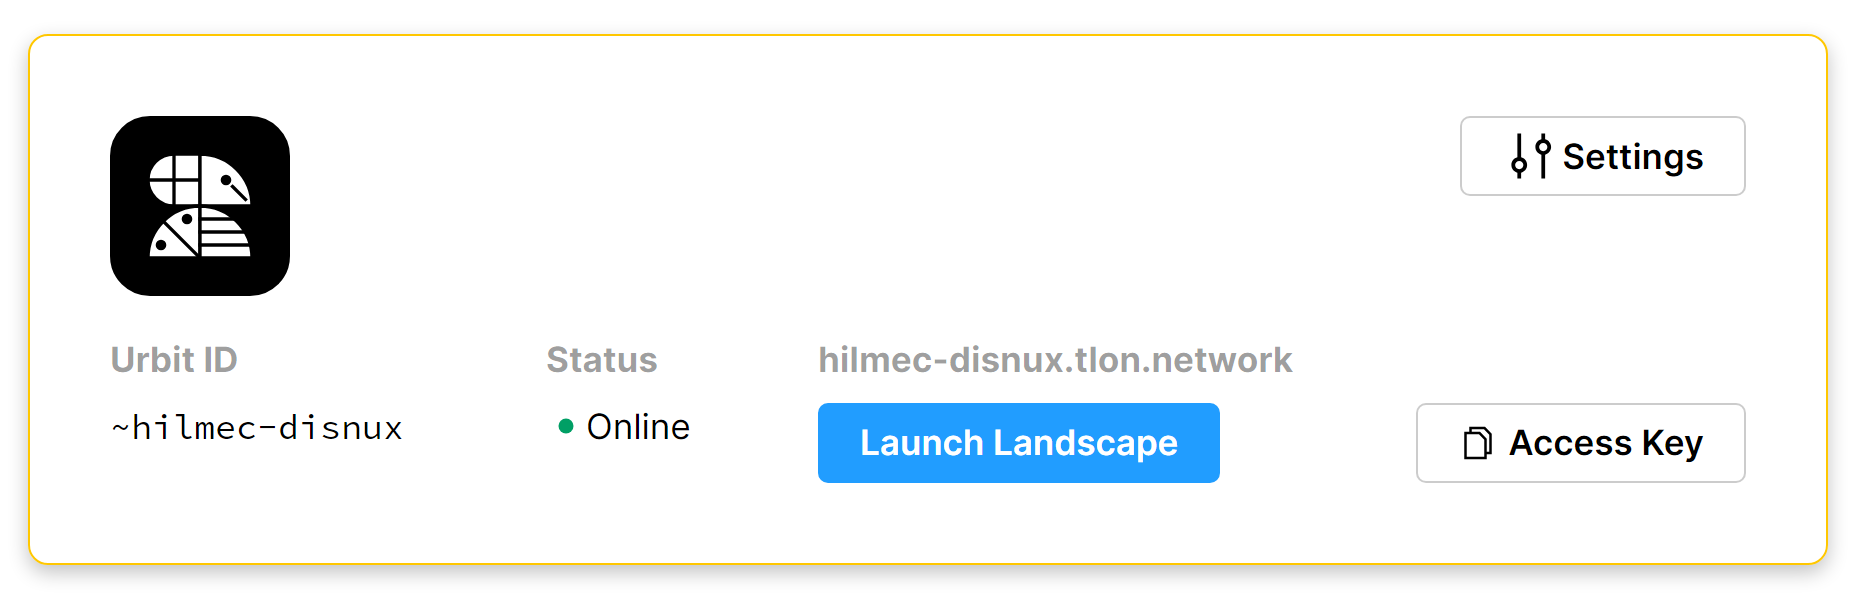 Settings
Urbit ID
Status
hilmec-disnux.tlon.network
~hilmec-disnux
Online
Launch Landscape
Access Key